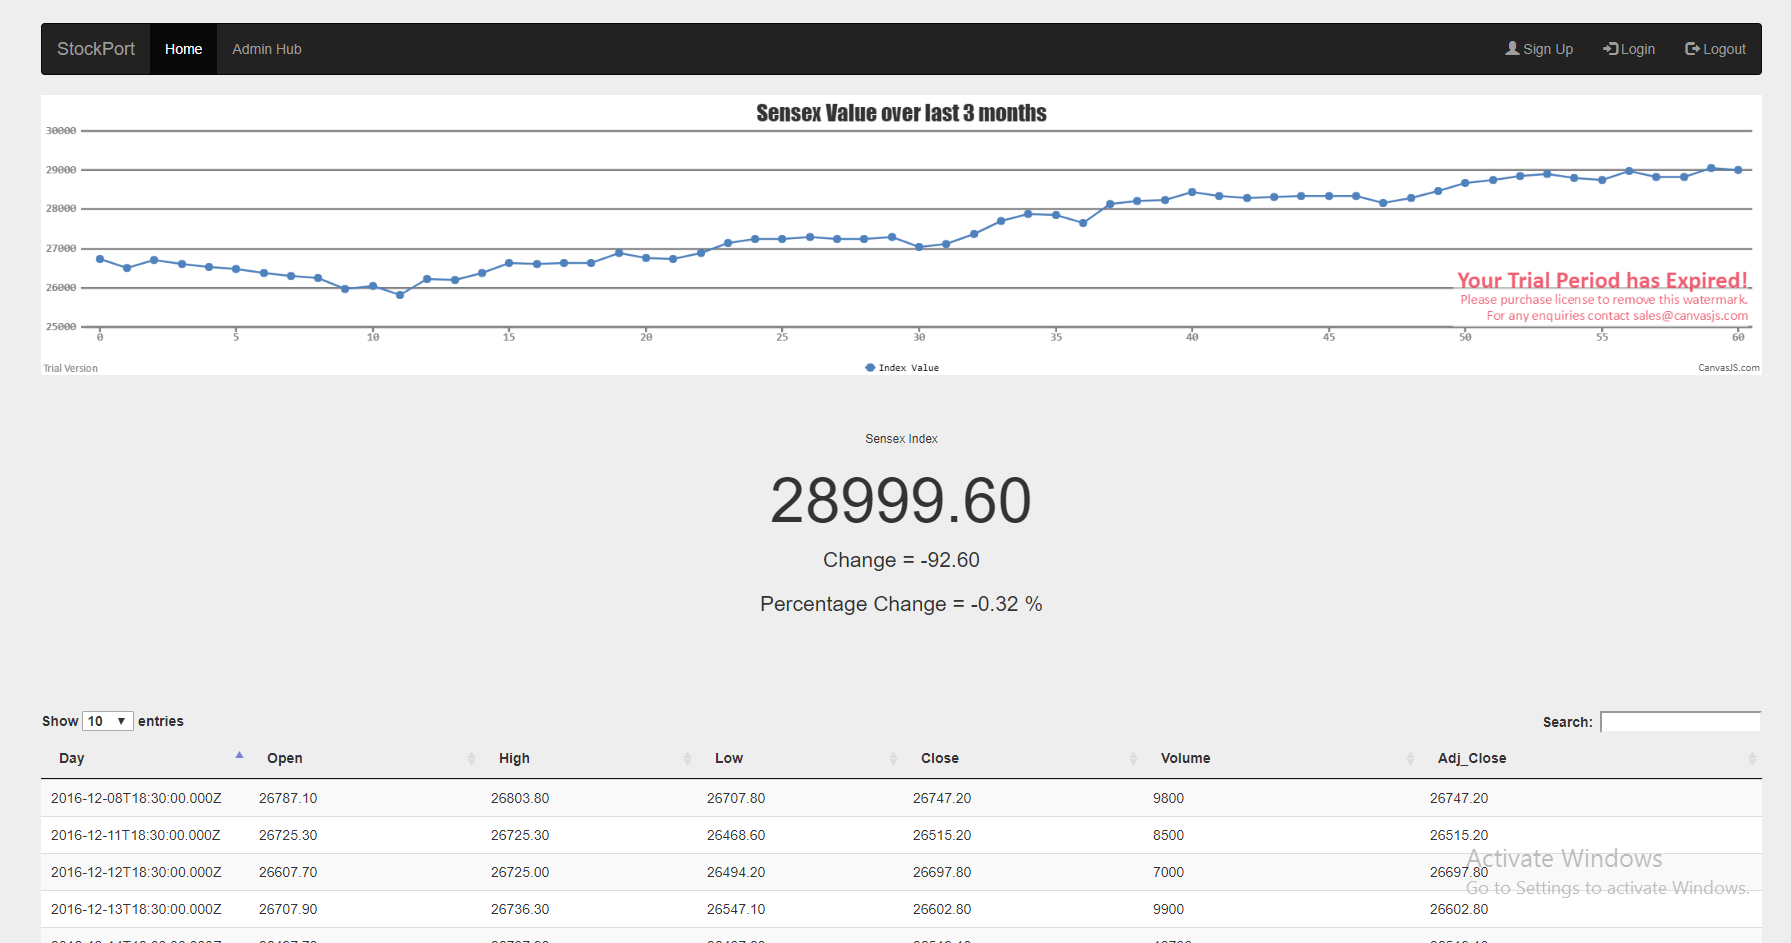 StockPort Home Admin Hub Sign Up Login Logout
Sensex Value over last 3 months
30000
29000
28000
27000
26000
25000
Your Trial Period has Expired!
Please purchase license to remove this watermark.
For any enquiries contact sales@canvasjs.com
0 5 10 15 20 25 30 35 40 45 50 55 60
Trial Version Index Value CanvasJS.com
Sensex Index
28999.60
Change = -92.60
Percentage Change = -0.32 %
Show 10 entries Search:
Day Open High Low Close Volume Adj_Close
2016-12-08T18:30:00.000Z 26787.10 26803.80 26707.80 26747.20 9800 26747.20
2016-12-11T18:30:00.000Z 26725.30 26725.30 26468.60 26515.20 8500 26515.20
2016-12-12T18:30:00.000Z 26607.70 26725.00 26494.20 26697.80 7000 26697.80
2016-12-13T18:30:00.000Z 26707.90 26736.30 26547.10 26602.80 9900 26602.80
Activate Windows
Go to Settings to activate Windows.